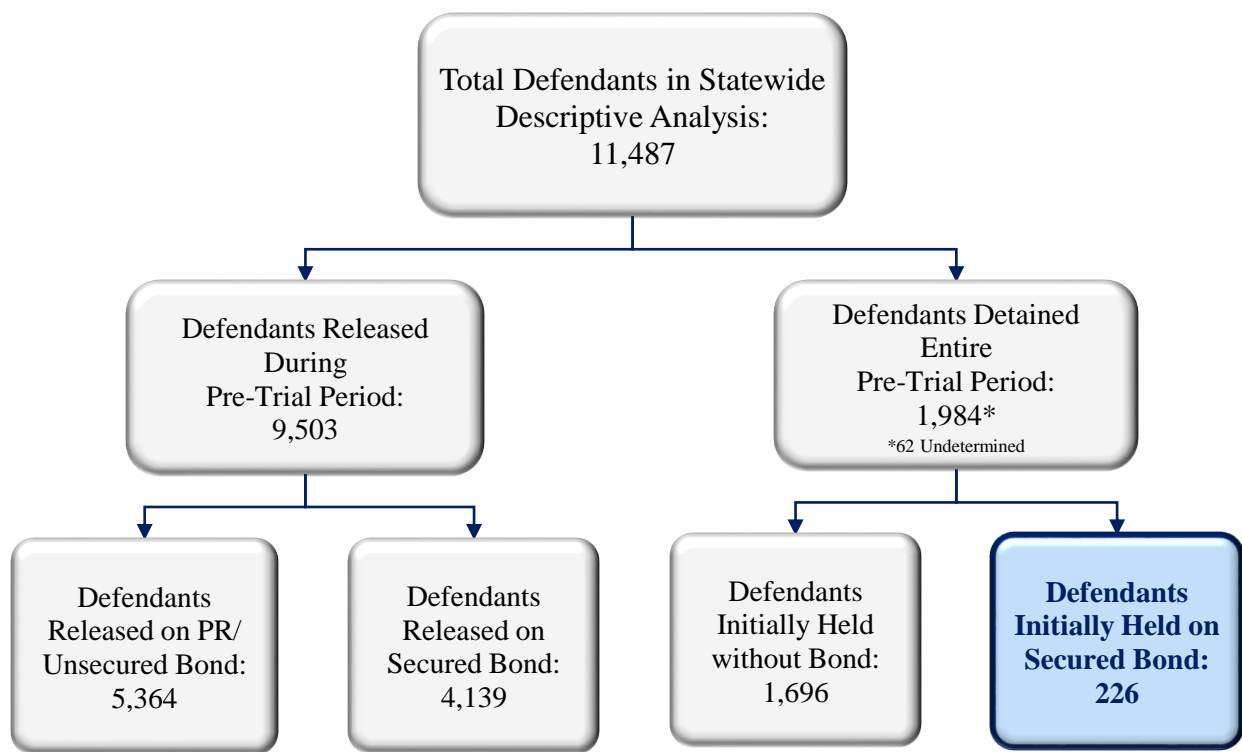 Total Defendants in Statewide
Descriptive Analysis:
11,487
Defendants Released
During
Pre-Trial Period:
9,503
Defendants Detained
Entire
Pre-Trial Period:
1,984*
*62 Undetermined
Defendants
Released on PR/
Unsecured Bond:
5,364
Defendants
Released on
Secured Bond:
4,139
Defendants
Initially Held
without Bond:
1,696
Defendants
Initially Held on
Secured Bond:
226